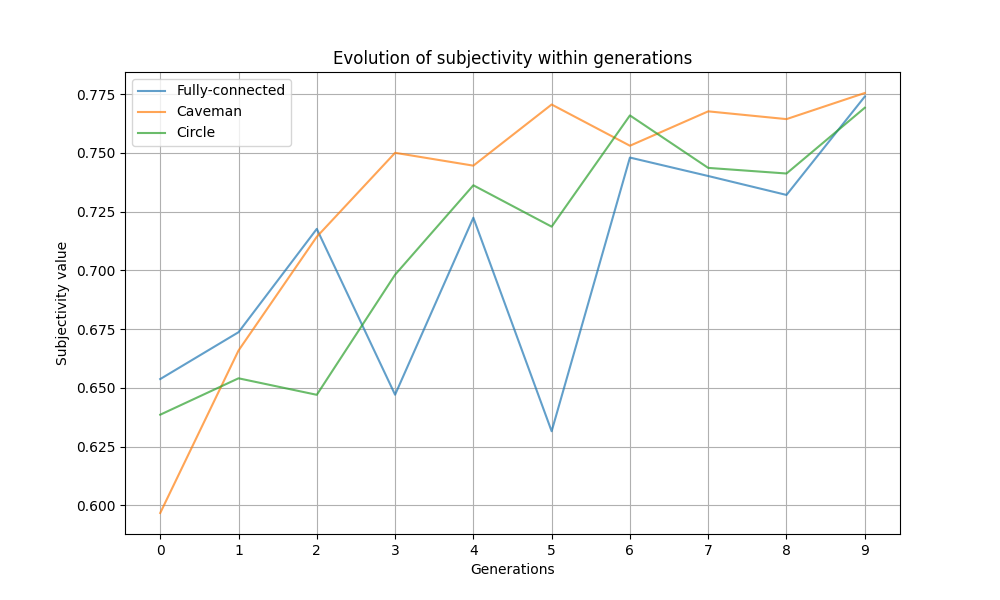 Evolution of subjectivity within generations
Fully-connected
Caveman
Circle
Subjectivity value
0.775
0.750
0.725
0.700
0.675
0.650
0.625
0.600
0 1 2 3 4 5 6 7 8 9
Generations